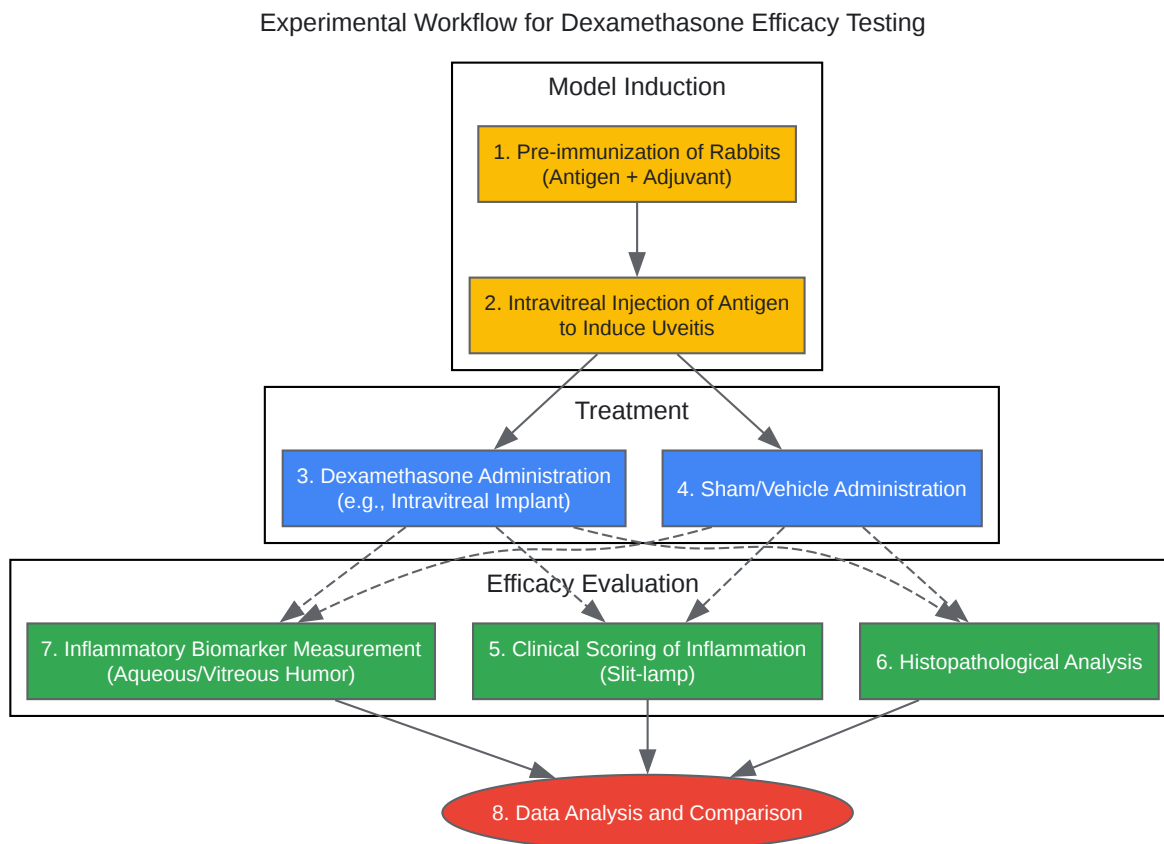 Experimental Workflow for Dexamethasone Efficacy Testing
Model Induction
1. Pre-immunization of Rabbits
(Antigen + Adjuvant)
2. Intravitreal Injection of Antigen
to Induce Uveitis
Treatment
3. Dexamethasone Administration
(e.g., Intravitreal Implant)
4. Sham/Vehicle Administration
Efficacy Evaluation
7. Inflammatory Biomarker Measurement
(Aqueous/Vitreous Humor)
5. Clinical Scoring of Inflammation
(Slit-lamp)
6. Histopathological Analysis
8. Data Analysis and Comparison